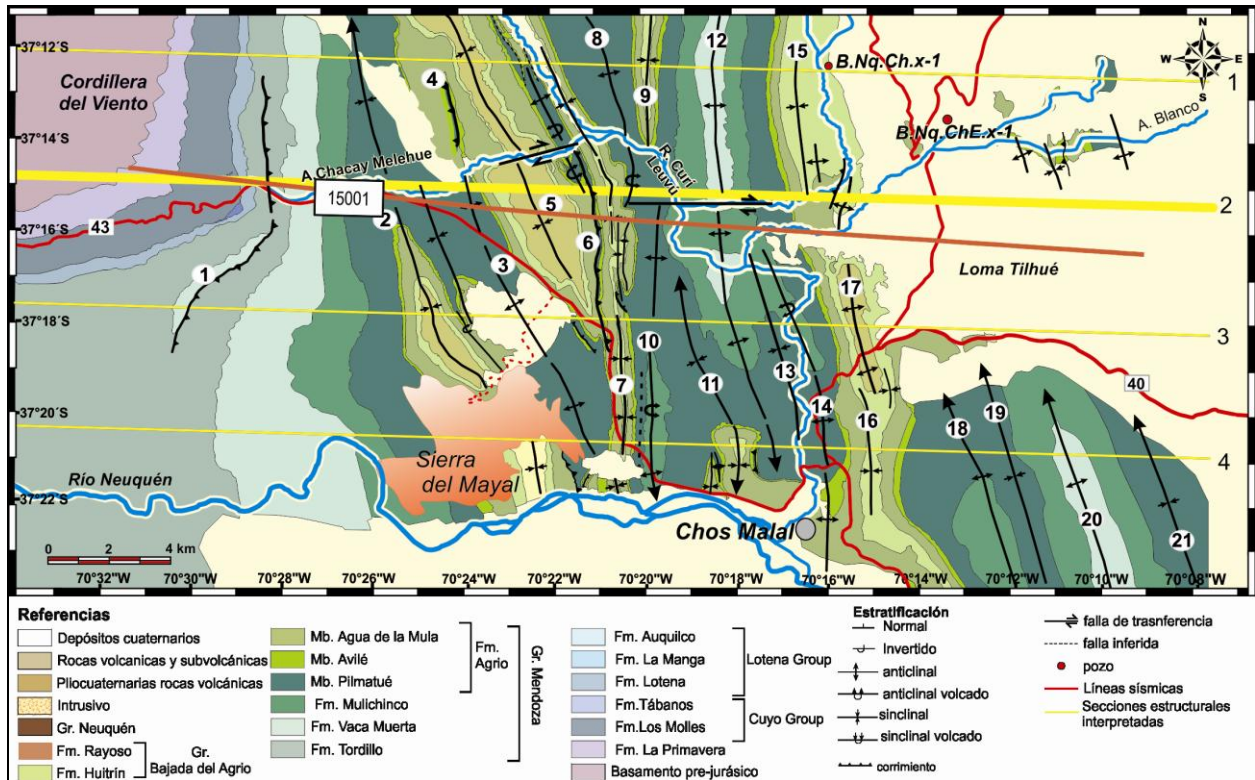 37°12´S
37°14´S
37°16´S
37°18´S
37°20´S
37°22´S
Cordillera
del Viento
4
8
9
12
15
B.Nq.Ch.x-1
B.Nq.ChE.x-1
N
W
E
S
1
A. Blanco
A Chacay Melehue
R. Curi
Leuvú
15001
43
2
5
6
2
1
3
Loma Tilhué
17
3
10
7
11
13
14
16
18
19
40
4
20
21
Río Neuquén
Sierra
del Mayal
Chos Malal
0 2 4 km
70°32´W 70°30´W 70°28´W 70°26´W 70°24´W 70°22´W 70°20´W 70°18´W 70°16´W 70°14´W 70°12´W 70°10´W 70°08´W
Referencias
Depósitos cuaternarios
Rocas volcanicas y subvolcánicas
Pliocuaternarias rocas volcánicas
Intrusivo
Gr. Neuquén
Fm. Rayoso
Fm. Huitrín
Gr.
Bajada del Agrio
Mb. Agua de la Mula
Mb. Avilé
Mb. Pilmatué
Fm.
Agrio
Fm. Mulichinco
Fm. Vaca Muerta
Fm. Tordillo
Gr. Mendoza
Fm. Auquilco
Fm. La Manga
Fm. Lotena
Lotena Group
Fm.Tábanos
Fm.Los Molles
Cuyo Group
Fm. La Primavera
Basamento pre-jurásico
Estratificación
Normal
Invertido
anticlinal
anticlinal volcado
sinclinal
sinclinal volcado
corrimiento
falla de trasnferencia
falla inferida
pozo
Líneas sísmicas
Secciones estructurales
interpretadas